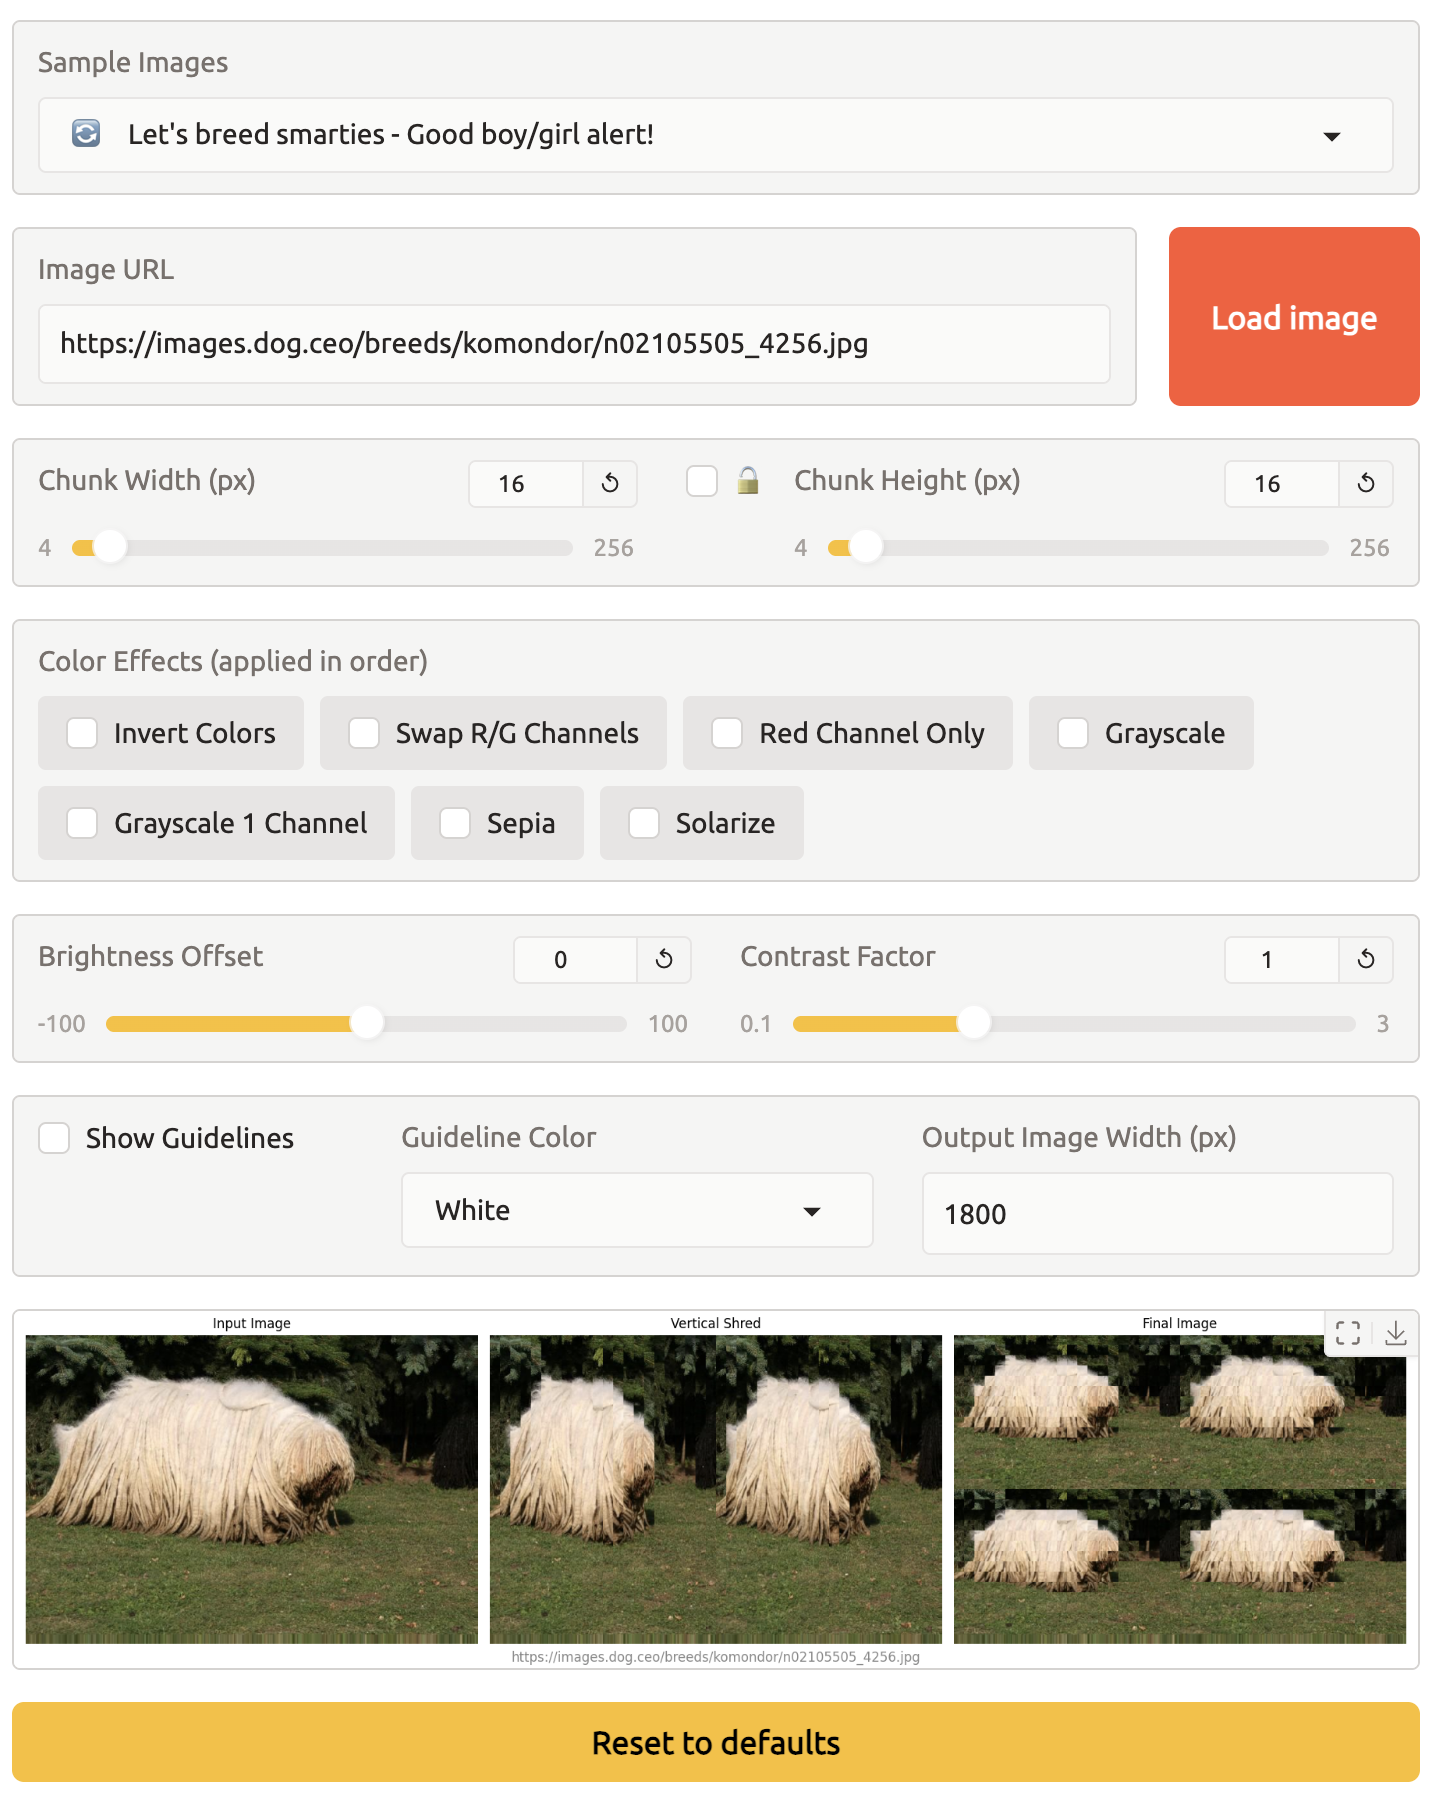 Sample Images
Let's breed smarties - Good boy/girl alert!
Image URL
https://images.dog.ceo/breeds/komondor/n02105505_4256.jpg
Load image
Chunk Width (px)
16
4
256
Chunk Height (px)
16
4
256
Color Effects (applied in order)
Invert Colors
Swap R/G Channels
Red Channel Only
Grayscale
Grayscale 1 Channel
Sepia
Solarize
Brightness Offset
0
-100
100
Contrast Factor
1
0.1
3
Show Guidelines
Guideline Color
White
Output Image Width (px)
1800
Input Image
Vertical Shred
Final Image
https://images.dog.ceo/breeds/komondor/n02105505_4256.jpg
Reset to defaults